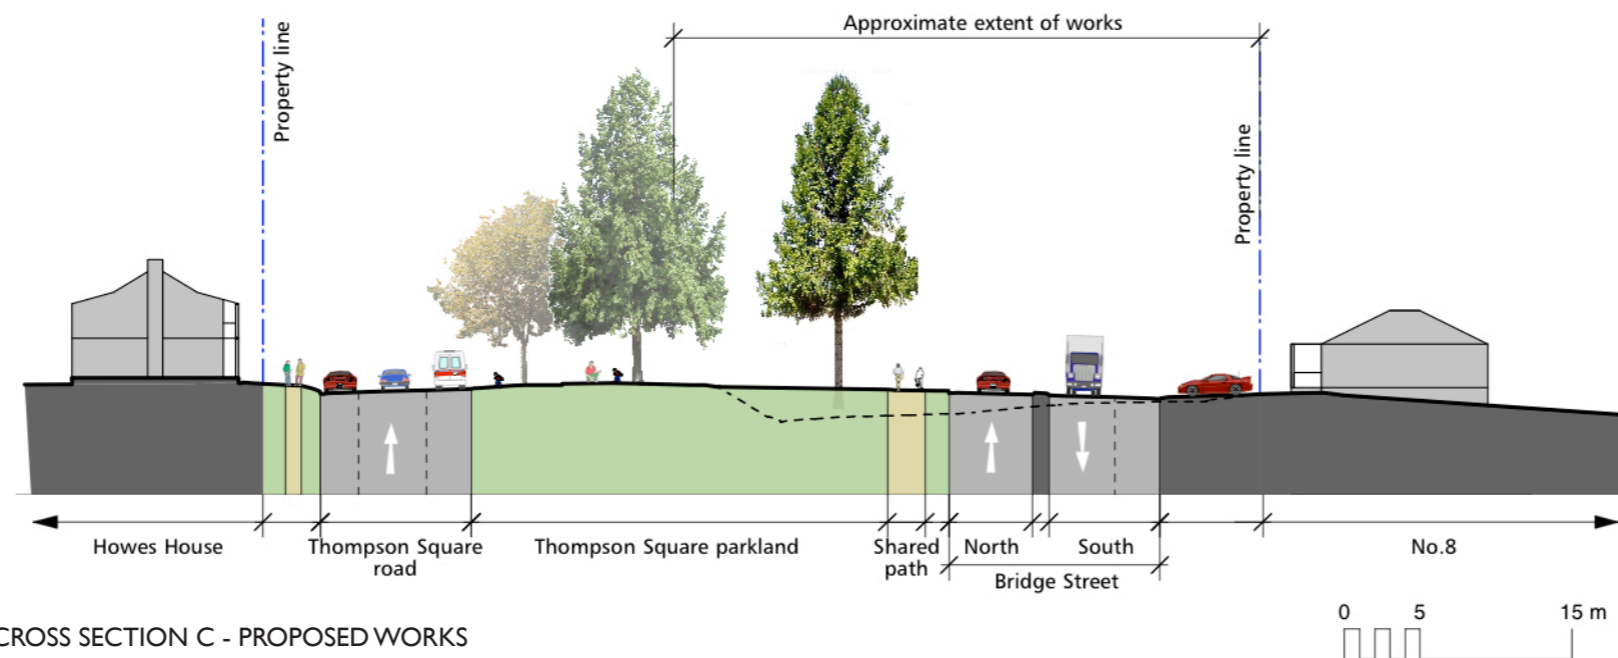 Approximate extent of works
Property line
Property line
Howes House
Thompson Square
road
Thompson Square parkland
Shared
path
North
South
Bridge Street
No.8
0 5 15 m
CROSS SECTION C - PROPOSED WORKS